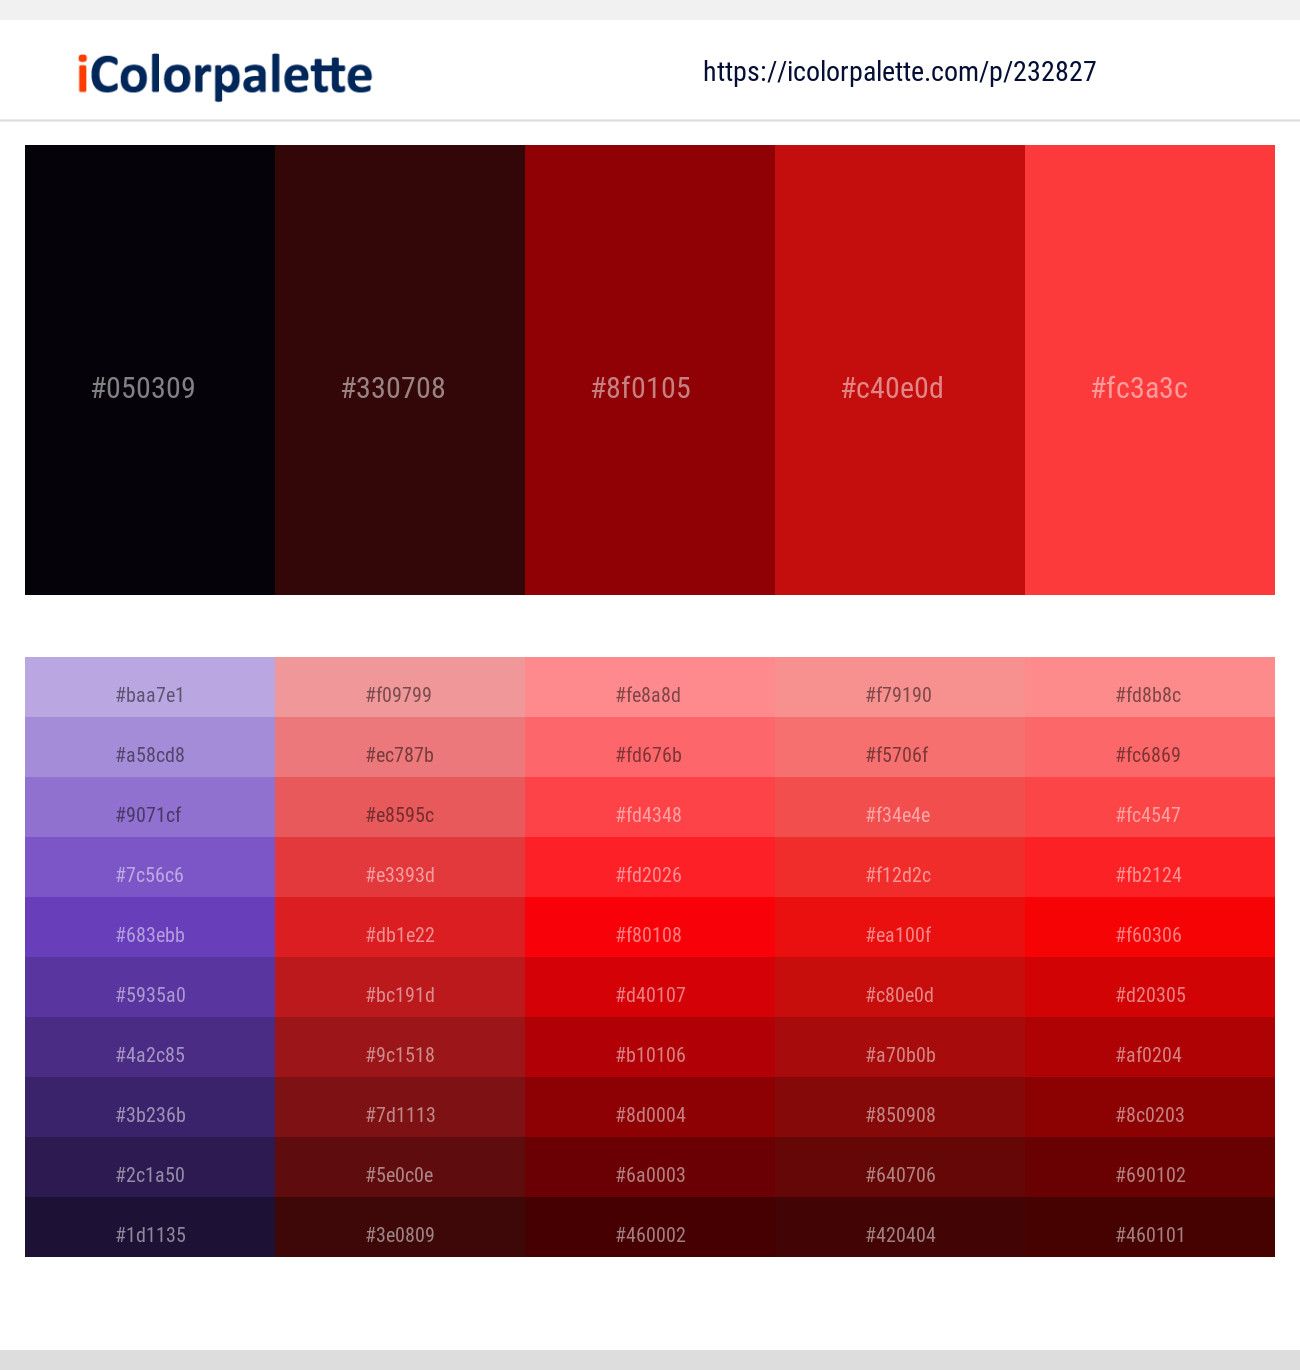 iColorpalette https://icolorpalette.com/p/232827
#050309 #330708 #8f0105 #c40e0d #fc3a3c
#baa7e1 #f09799 #fe8a8d #f79190 #fd8b8c
#a58cd8 #ec787b #fd676b #f5706f #fc6869
#9071cf #e8595c #fd4348 #f34e4e #fc4547
#7c56c6 #e3393d #fd2026 #f12d2c #fb2124
#683ebb #db1e22 #f80108 #ea100f #f60306
#5935a0 #bc191d #d40107 #c80e0d #d20305
#4a2c85 #9c1518 #b10106 #a70b0b #af0204
#3b236b #7d1113 #8d0004 #850908 #8c0203
#2c1a50 #5e0c0e #6a0003 #640706 #690102
#1d1135 #3e0809 #460002 #420404 #460101